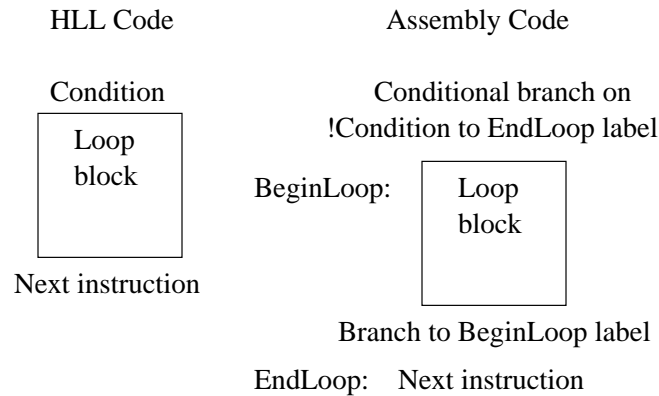 HLL Code
Assembly Code
Condition
Loop
block
Next instruction
Conditional branch on
!Condition to EndLoop label
BeginLoop:
Loop
block
Branch to BeginLoop label
EndLoop: Next instruction